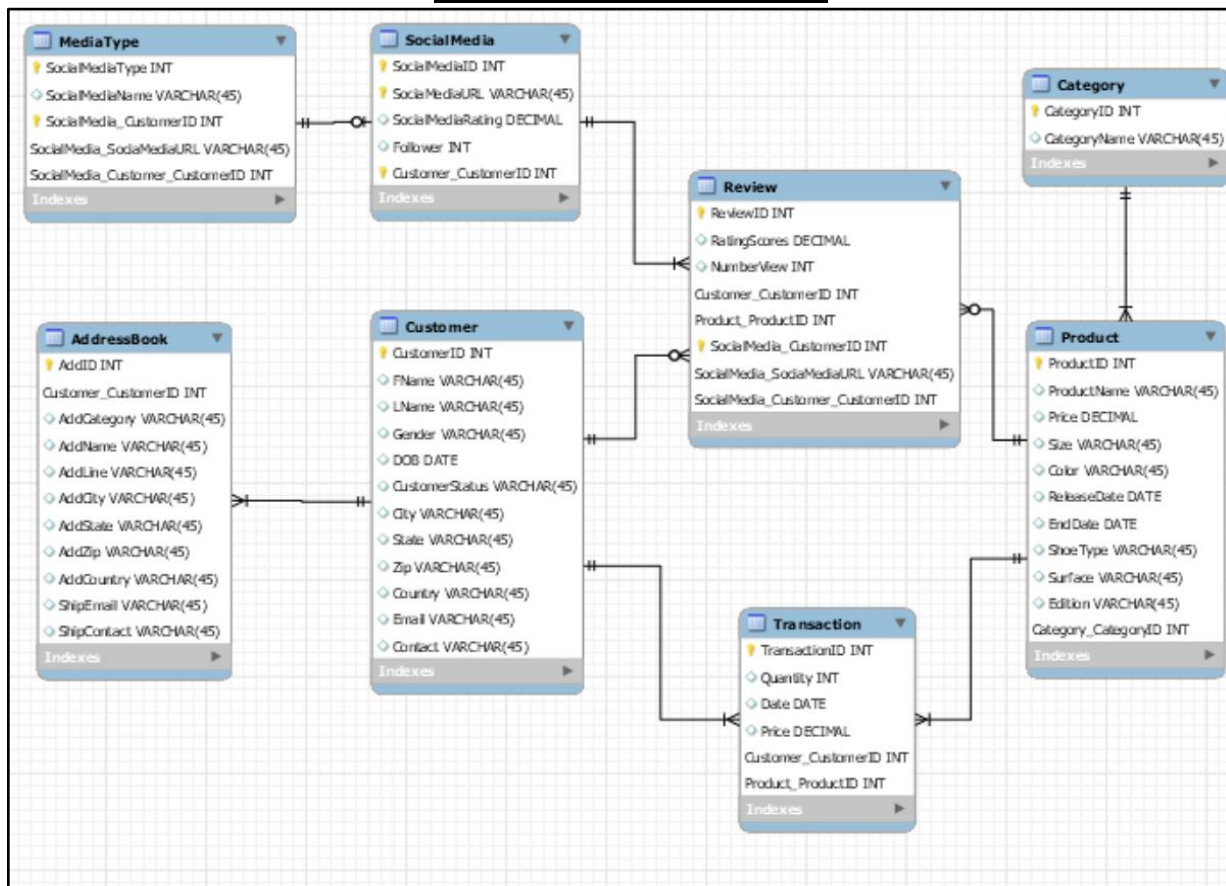 MediaType
SocialMediaType INT
SocialMediaName VARCHAR(45)
SocialMedia_CustomerID INT
SocialMedia_SociaMediaURL VARCHAR(45)
SocialMedia_Customer_CustomerID INT
Indexes
SocialMedia
SocialMediaID INT
SociaMediaURL VARCHAR(45)
SocialMediaRating DECIMAL
Follower INT
Customer_CustomerID INT
Category
CategoryID INT
CategoryName VARCHAR(45)
Indexes
Review
ReviewID INT
RatingScores DECIMAL
NumberView INT
Customer_CustomerID INT
Product_ProductID INT
SocialMedia_CustomerID INT
SocialMedia_SociaMediaURL VARCHAR(45)
SocialMedia_Customer_CustomerID INT
Indexes
AddressBook
AddID INT
Customer_CustomerID INT
AddCategory VARCHAR(45)
AddName VARCHAR(45)
AddLine VARCHAR(45)
AddCity VARCHAR(45)
AddState VARCHAR(45)
AddZip VARCHAR(45)
AddCountry VARCHAR(45)
ShipEmail VARCHAR(45)
ShipContact VARCHAR(45)
Indexes
Customer
CustomerID INT
FName VARCHAR(45)
LName VARCHAR(45)
Gender VARCHAR(45)
DOB DATE
CustomerStatus VARCHAR(45)
City VARCHAR(45)
State VARCHAR(45)
Zip VARCHAR(45)
Country VARCHAR(45)
Email VARCHAR(45)
Contact VARCHAR(45)
Indexes
Product
ProductID INT
ProductName VARCHAR(45)
Price DECIMAL
Size VARCHAR(45)
Color VARCHAR(45)
ReleaseDate DATE
EndDate DATE
ShoeType VARCHAR(45)
Surface VARCHAR(45)
Edition VARCHAR(45)
Category_CategoryID INT
Indexes
Transaction
TransactionID INT
Quantity INT
Date DATE
Price DECIMAL
Customer_CustomerID INT
Product_ProductID INT
Indexes